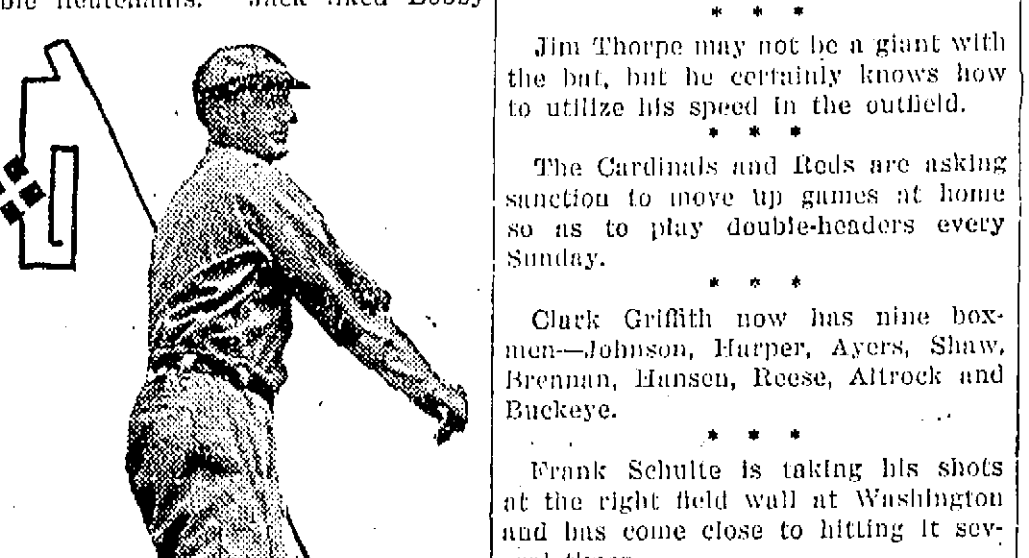 ble lieutenants. Jack liked Bobby
* * *
Jim Thorpe may not be a giant with
the bat, but he certainly knows how
to utilize his speed in the outfield.
* * *
The Cardinals and Reds are asking
sanction to move up games at home
so as to play double-headers every
Sunday.
* * *
Clark Griffith now has nine box-
men—Johnson, Harper, Ayers, Shaw,
Brennan, Hansen, Reese, Altrock and
Buckeye.
* * *
Frank Schulte is taking his shots
at the right field wall at Washington
and has come close to hitting it sev-